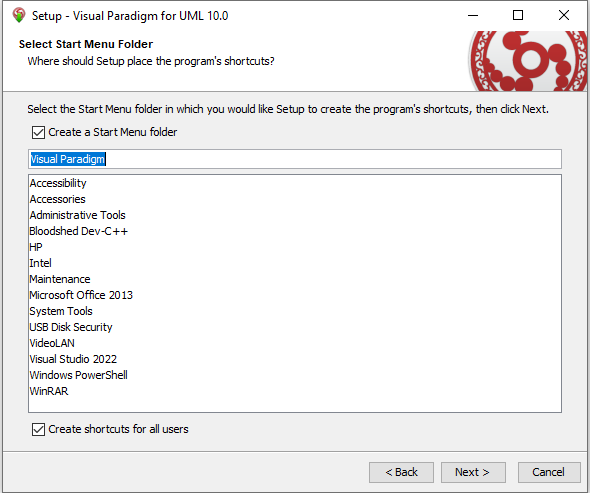 Setup - Visual Paradigm for UML 10.0
Select Start Menu Folder
Where should Setup place the program's shortcuts?
Select the Start Menu folder in which you would like Setup to create the program's shortcuts, then click Next.
Create a Start Menu folder
Visual Paradigm
Accessibility
Accessories
Administrative Tools
Bloodshed Dev-C++
HP
Intel
Maintenance
Microsoft Office 2013
System Tools
USB Disk Security
VideoLAN
Visual Studio 2022
Windows PowerShell
WinRAR
Create shortcuts for all users
< Back Next > Cancel